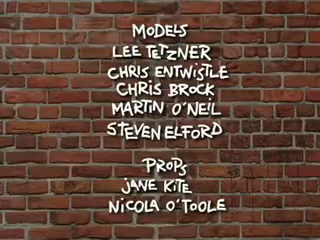 MODELS
LEE TETZNER
CHRIS ENTWISTLE
CHRIS BROCK
MARTIN O'NEIL
STEVEN ELFORD
PROPS
JANE KITE
NICOLA O'TOOLE